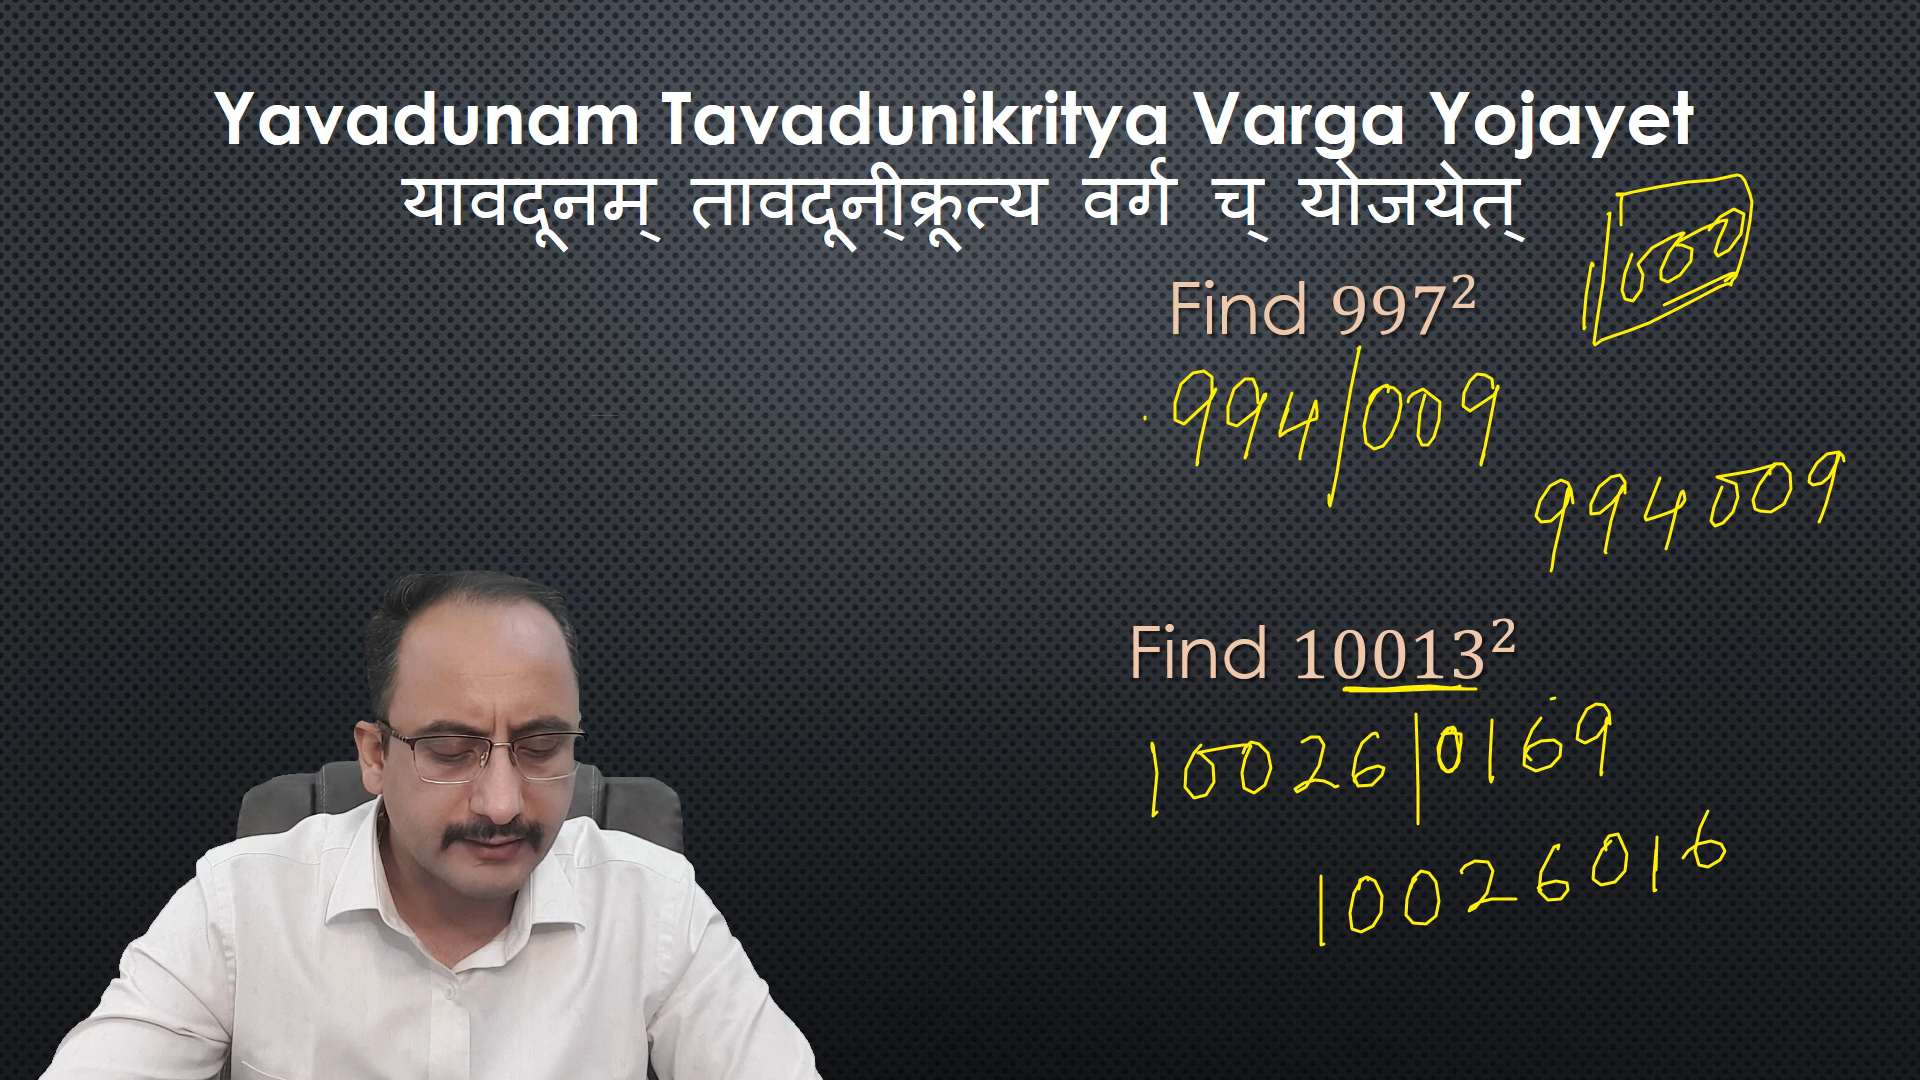 Yavadunam Tavadunikritya Varga Yojayet
यावदूनम् तावदूनी्क्रूत्य वर्ग च् योजयेत्
1000
Find 997²
994/009
994009
Find 10013²
10026|0169
10026016